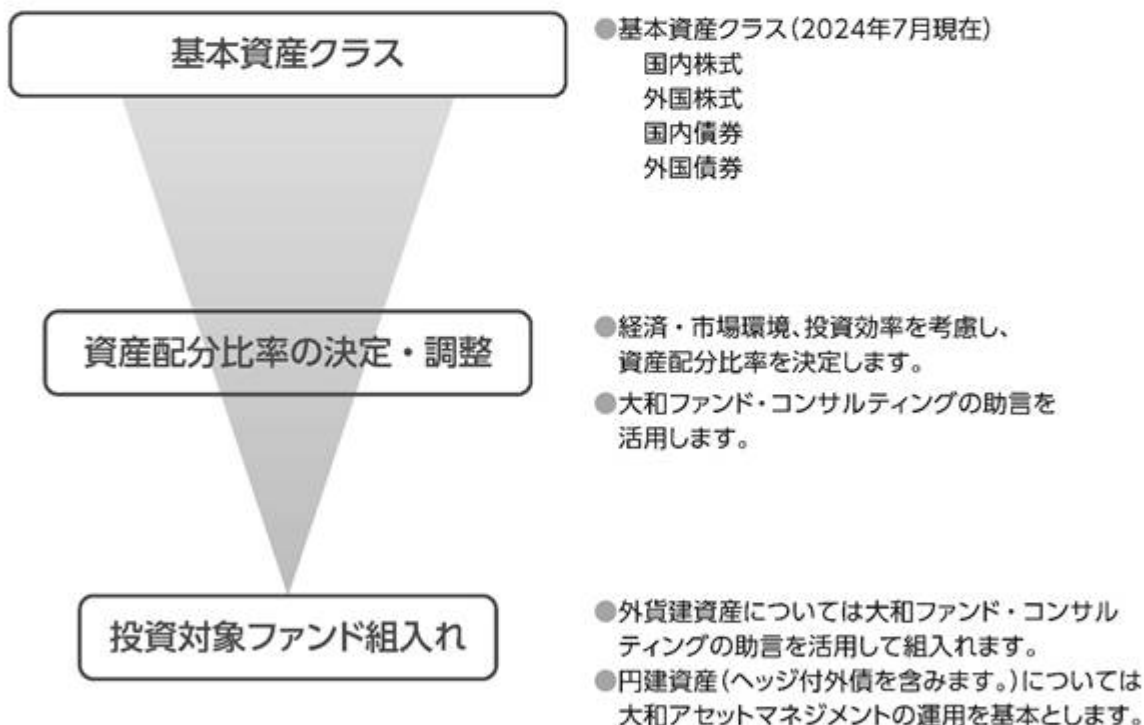 基本資産クラス
●基本資産クラス(2024年7月現在)
国内株式
外国株式
国内債券
外国債券
資産配分比率の決定・調整
●経済・市場環境、投資効率を考慮し、
資産配分比率を決定します。
●大和ファンド・コンサルティングの助言を
活用します。
投資対象ファンド組入れ
●外貨建資産については大和ファンド・コンサル
ティングの助言を活用して組入れます。
●円建資産(ヘッジ付外債を含みます。)については
大和アセットマネジメントの運用を基本とします。